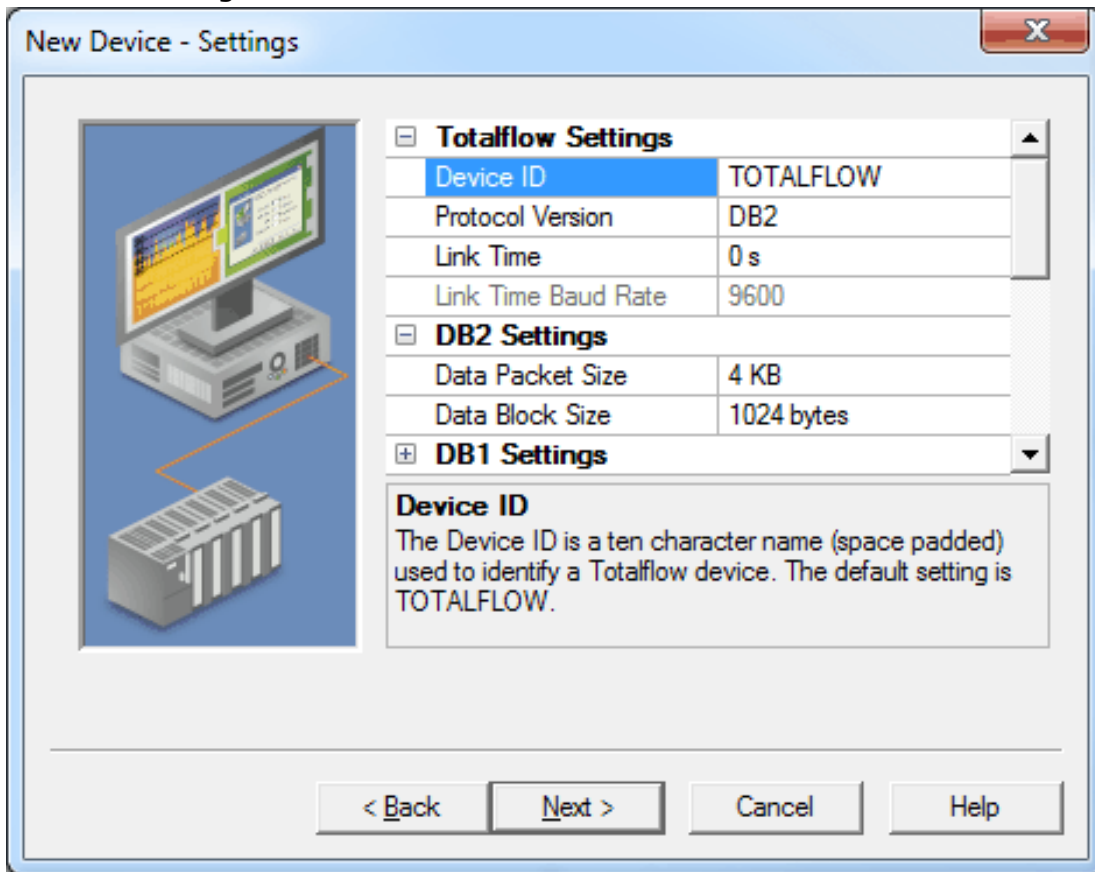 New Device - Settings
Totalflow Settings
Device ID TOTALFLOW
Protocol Version DB2
Link Time 0 s
Link Time Baud Rate 9600
DB2 Settings
Data Packet Size 4 KB
Data Block Size 1024 bytes
DB1 Settings
Device ID
The Device ID is a ten character name (space padded)
used to identify a Totalflow device. The default setting is
TOTALFLOW.
< Back Next > Cancel Help